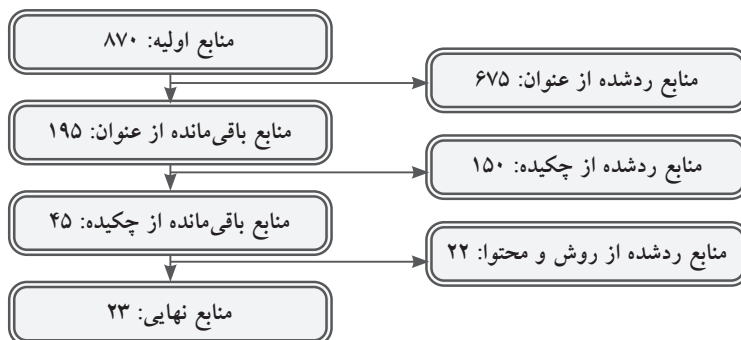 منابع اولیه: ۸۷۰
منابع ردشده از عنوان: ۶۷۵
منابع باقی‌مانده از عنوان: ۱۹۵
منابع ردشده از چکیده: ۱۵۰
منابع باقی‌مانده از چکیده: ۴۵
منابع ردشده از روش و محتوا: ۲۲
منابع نهایی: ۲۳